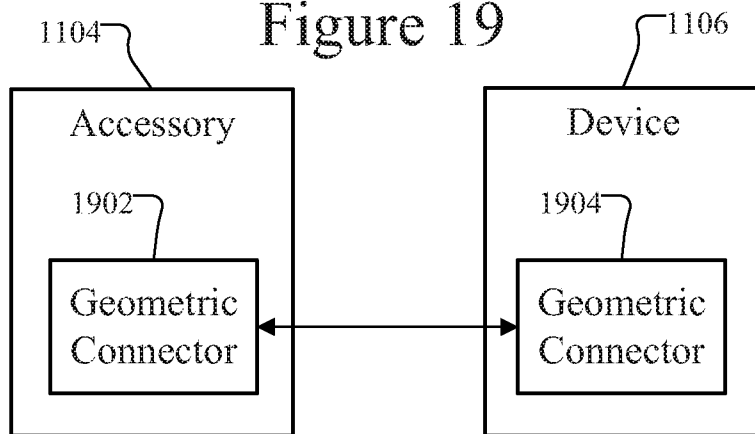 Figure 19
1104
1106
Accessory
Device
1902
1904
Geometric
Connector
Geometric
Connector